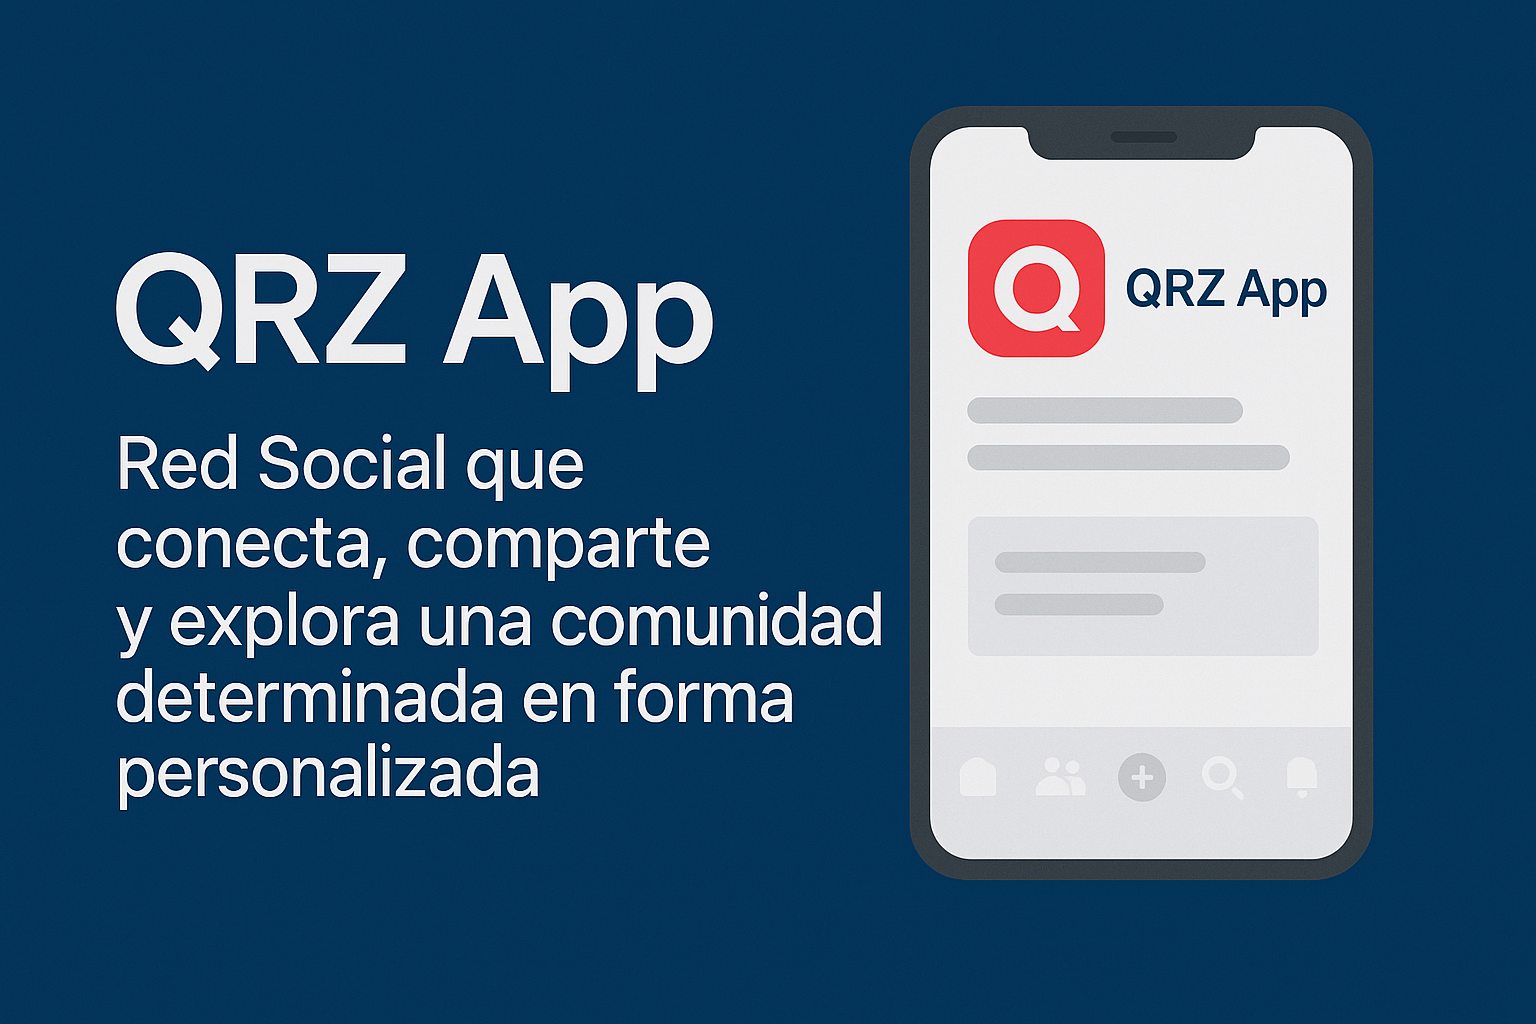 QRZ App
Red Social que
conecta, comparte
y explora una comunidad
determinada en forma
personalizada
Q
QRZ App